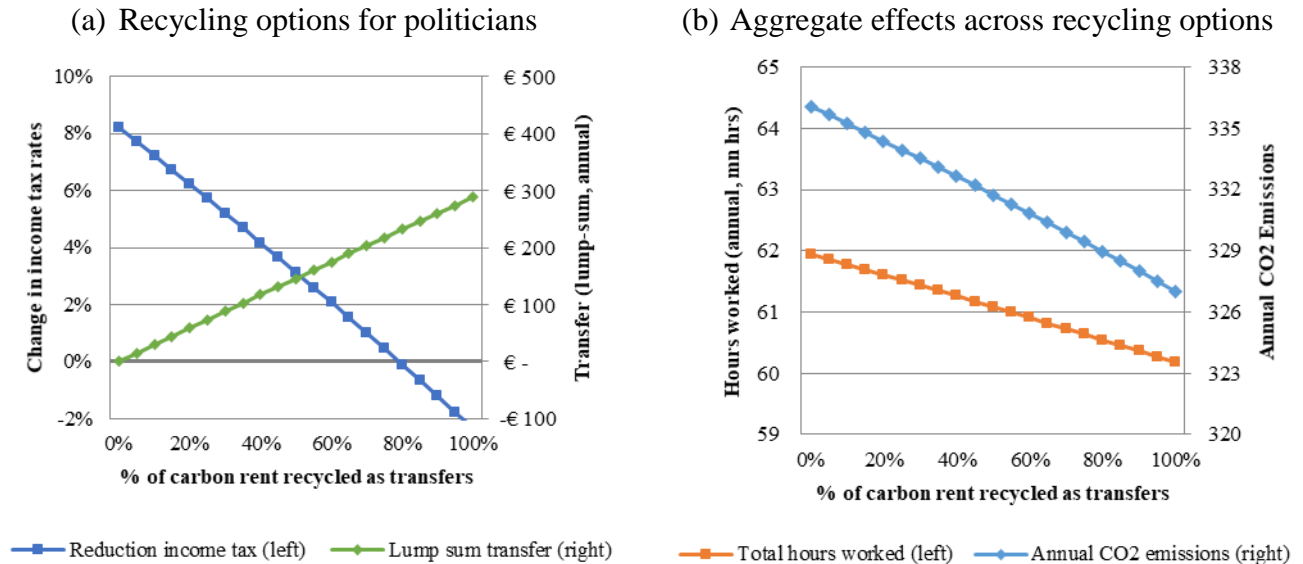 (a) Recycling options for politicians
10%
8%
6%
4%
2%
0%
-2%
Change in income tax rates
€ 500
€ 400
€ 300
€ 200
€ 100
€ -
-€ 100
Transfer (lump-sum, annual)
0% 20% 40% 60% 80% 100%
% of carbon rent recycled as transfers
Reduction income tax (left) Lump sum transfer (right)
(b) Aggregate effects across recycling options
65
64
63
62
61
60
59
Hours worked (annual, mn hrs)
338
335
332
329
326
323
320
Annual CO2 Emissions
0% 20% 40% 60% 80% 100%
% of carbon rent recycled as transfers
Total hours worked (left) Annual CO2 emissions (right)